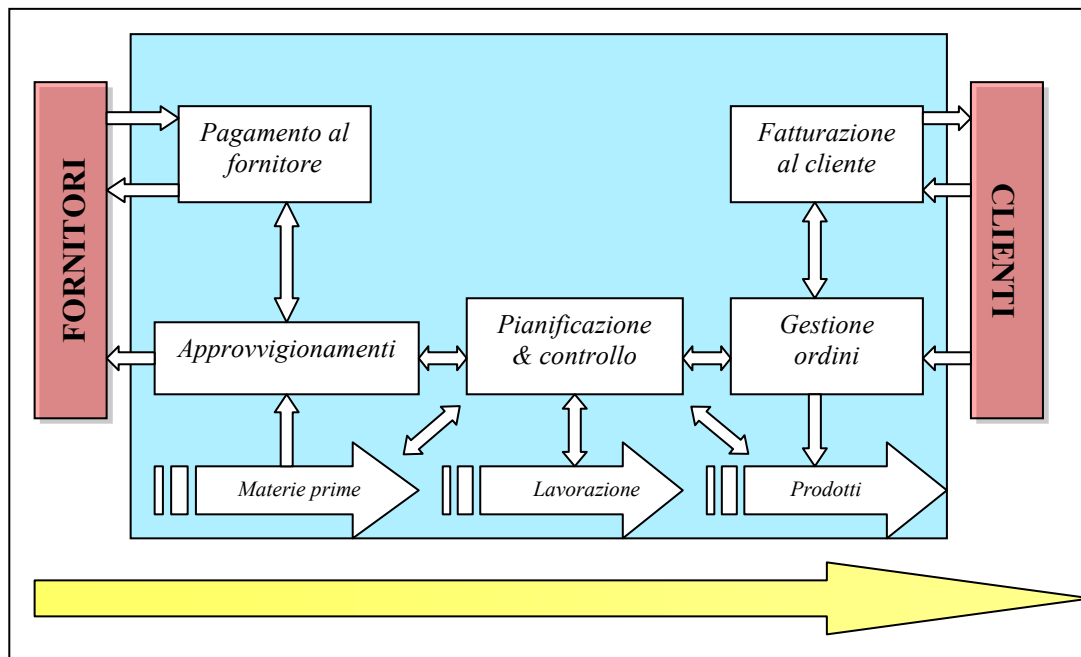 FORNITORI
Pagamento al
fornitore
Fatturazione
al cliente
CLIENTI
Approvvigionamenti
Pianificazione
& controllo
Gestione
ordini
Materie prime
Lavorazione
Prodotti